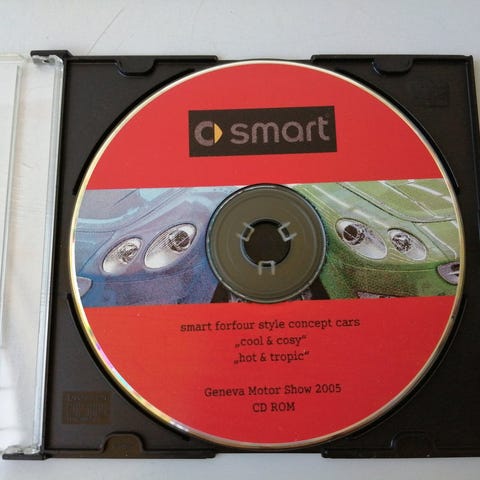 smart
smart forfour style concept cars
„cool & cosy“
„hot & tropic“
Geneva Motor Show 2005
CD ROM